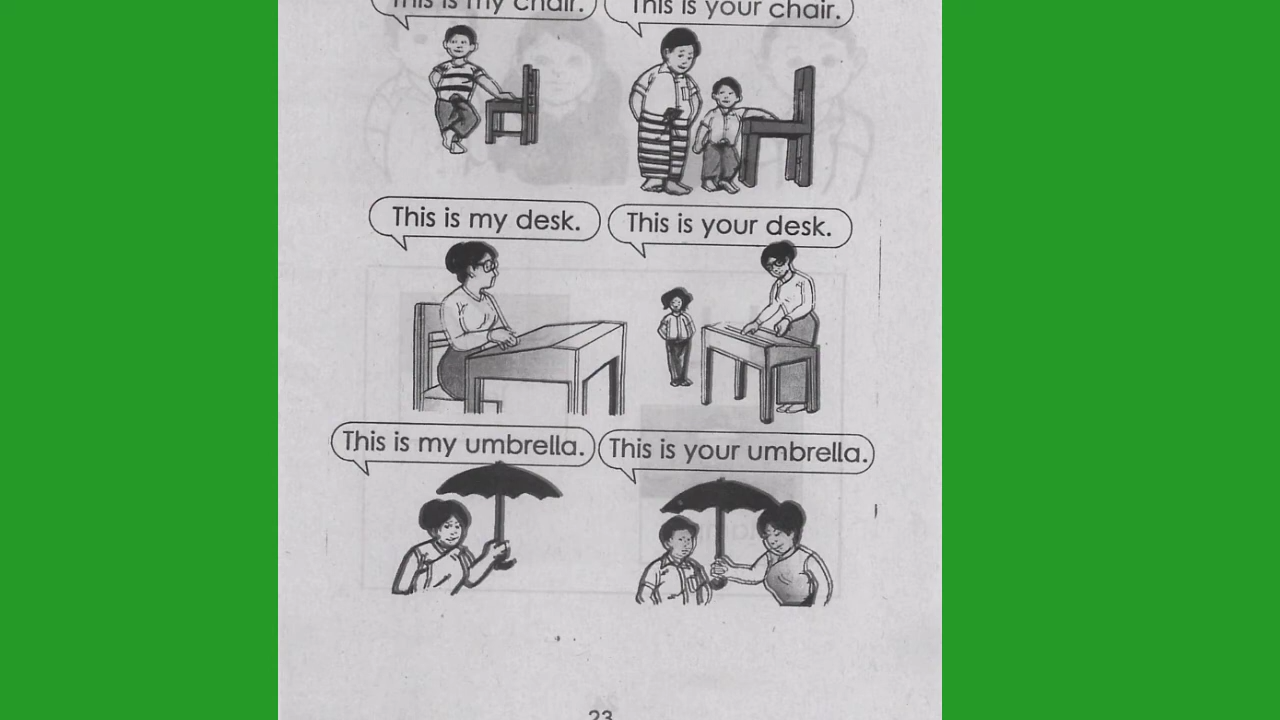 This is my chair.
This is your chair.
This is my desk.
This is your desk.
This is my umbrella.
This is your umbrella.
23